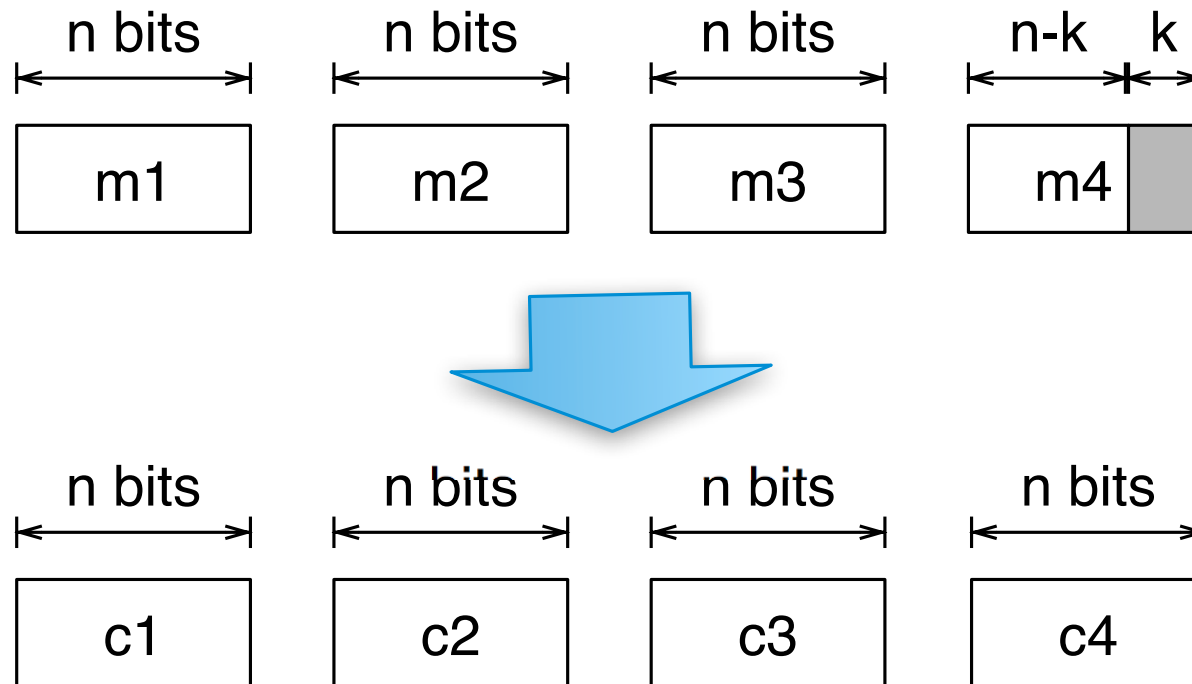 n bits n bits n bits n-k k
m1 m2 m3 m4
n bits n bits n bits n bits
c1 c2 c3 c4